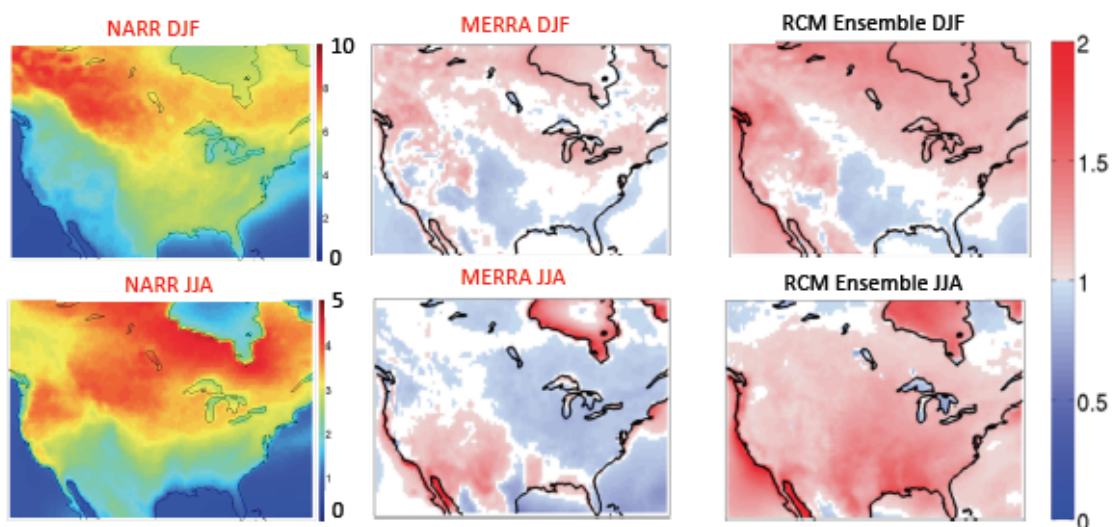 NARR DJF
MERRA DJF
RCM Ensemble DJF
10
8
6
4
2
0
2
1.5
1
0.5
0
NARR JJA
MERRA JJA
RCM Ensemble JJA
5
4
3
2
1
0